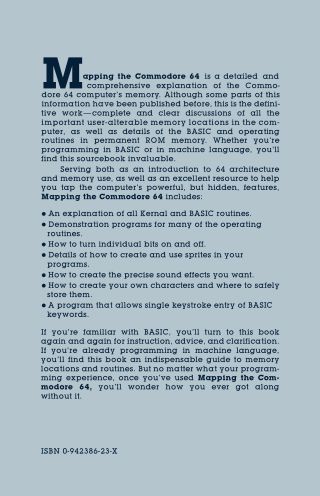 Mapping the Commodore 64 is a detailed and
comprehensive explanation of the Commo-
dore 64 computer's memory. Although some parts of this
information have been published before, this is the defini-
tive work—complete and clear discussions of all the
important user-alterable memory locations in the com-
puter, as well as details of the BASIC and operating
routines in permanent ROM memory. Whether you're
programming in BASIC or in machine language, you'll
find this sourcebook invaluable.
Serving both as an introduction to 64 architecture
and memory use, as well as an excellent resource to help
you tap the computer's powerful, but hidden, features,
Mapping the Commodore 64 includes:
• An explanation of all Kernal and BASIC routines.
• Demonstration programs for many of the operating
routines.
• How to turn individual bits on and off.
• Details of how to create and use sprites in your
programs.
• How to create the precise sound effects you want.
• How to create your own characters and where to safely
store them.
• A program that allows single keystroke entry of BASIC
keywords.
If you're familiar with BASIC, you'll turn to this book
again and again for instruction, advice, and clarification.
If you're already programming in machine language,
you'll find this book an indispensable guide to memory
locations and routines. But no matter what your program-
ming experience, once you've used Mapping the Com-
modore 64, you'll wonder how you ever got along
without it.
ISBN 0-942386-23-X